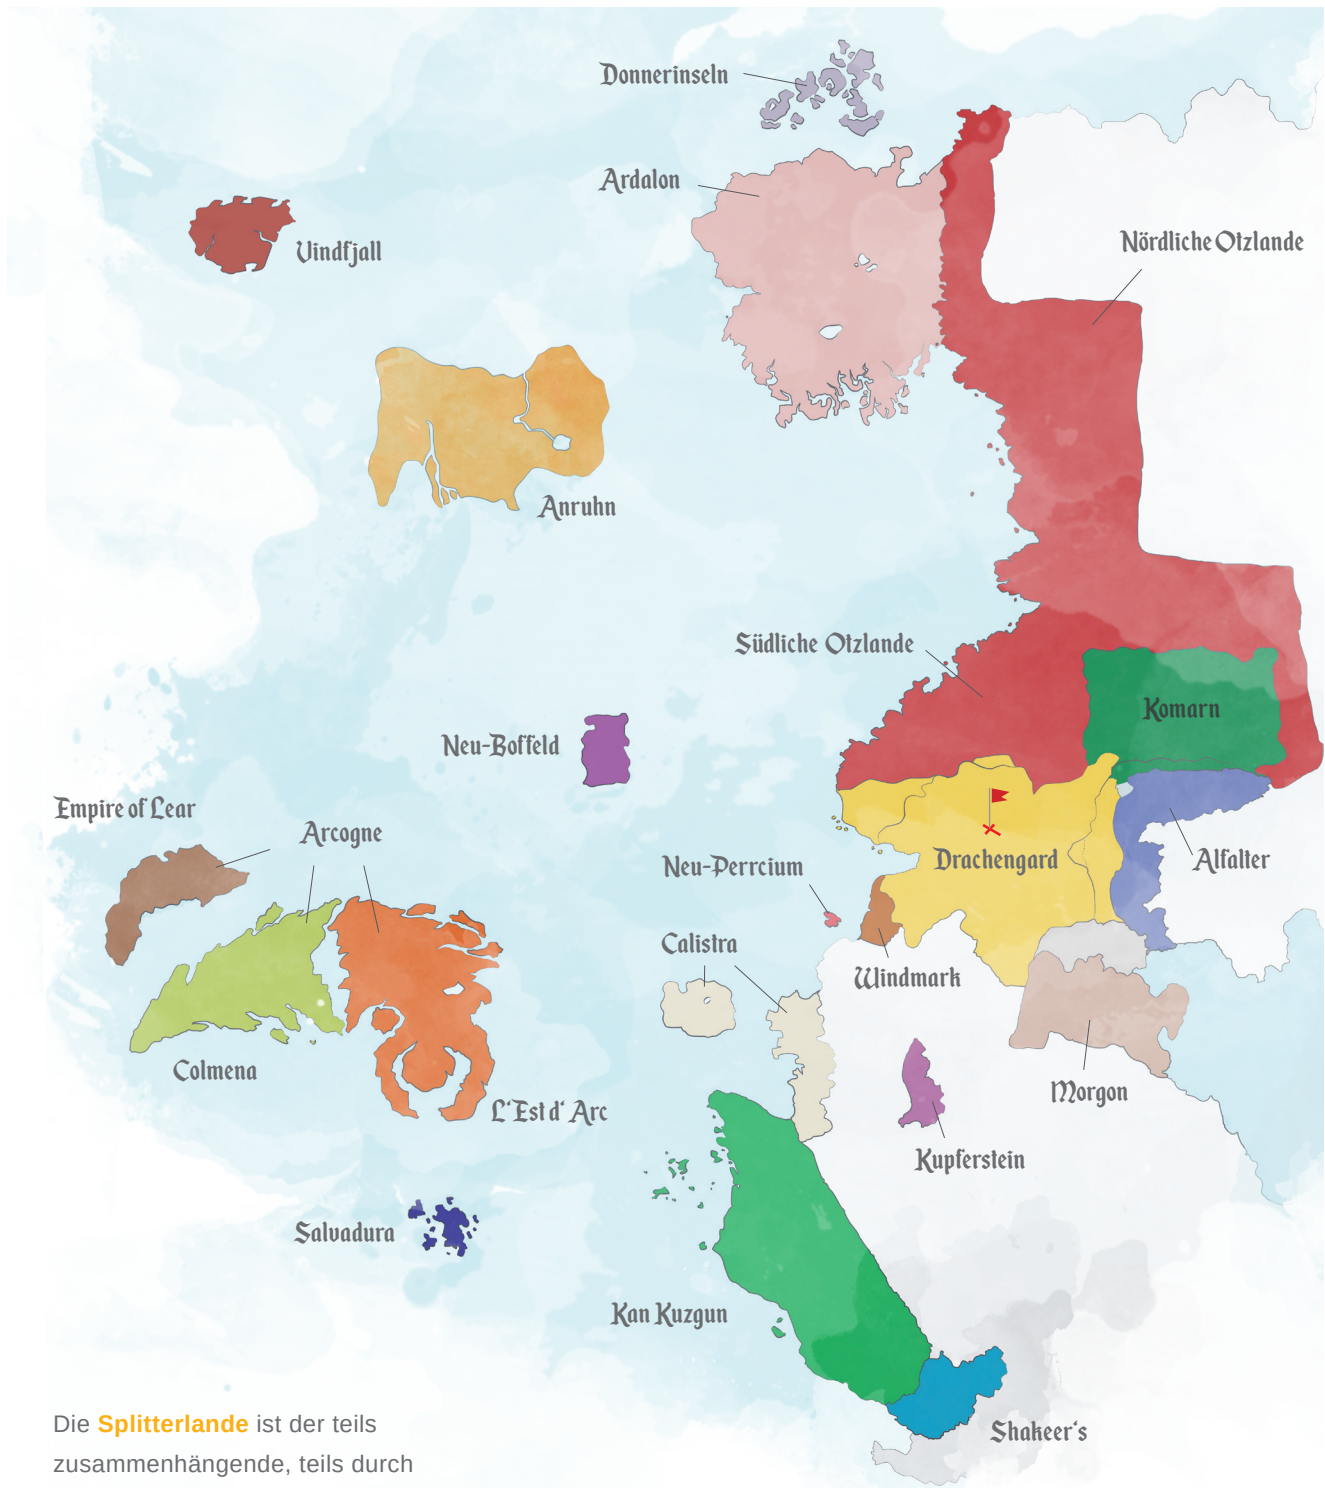 Donnerinseln
Ardalon
Vindfjall
Nördliche Otzlande
Anruhn
Südliche Otzlande
Komarn
Neu-Boffeld
Empire of Lear
Arcogne
Neu-Perrcium
Drachengard
Alfalter
Calistra
Windmark
Colmena
Morgon
L'Est d' Arc
Kupferstein
Salvadura
Kan Kuzgun
Shakeer's
Die Splitterlande ist der teils
zusammenhängende, teils durch